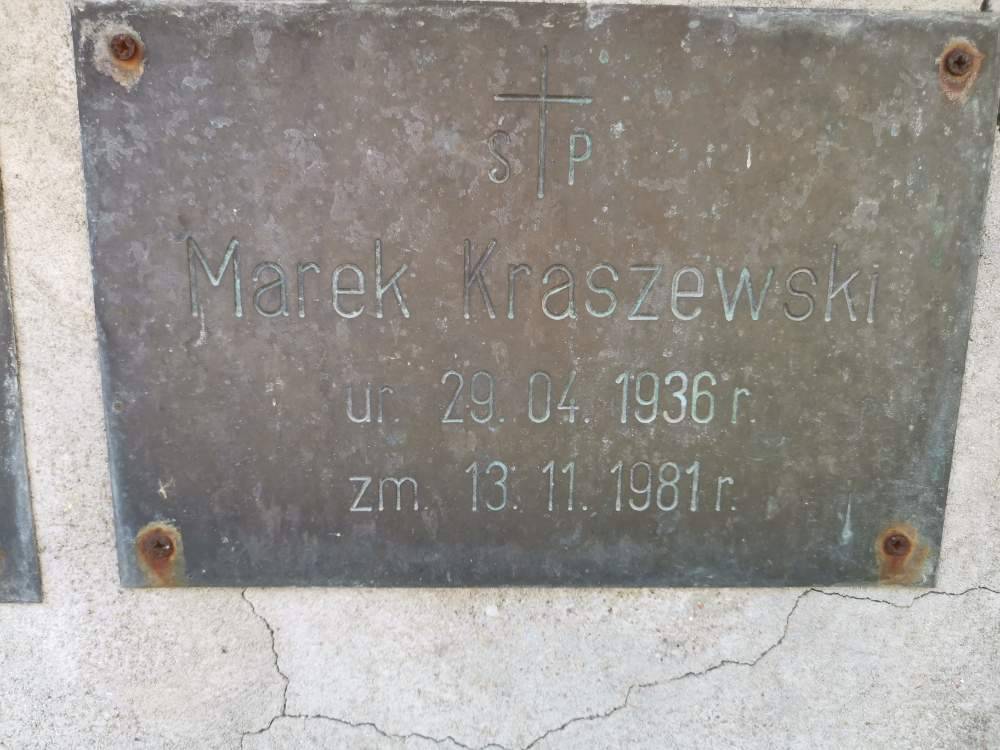 S P
Marek Kraszewski
ur. 29. 04. 1936 r.
zm. 13. 11. 1981 r.